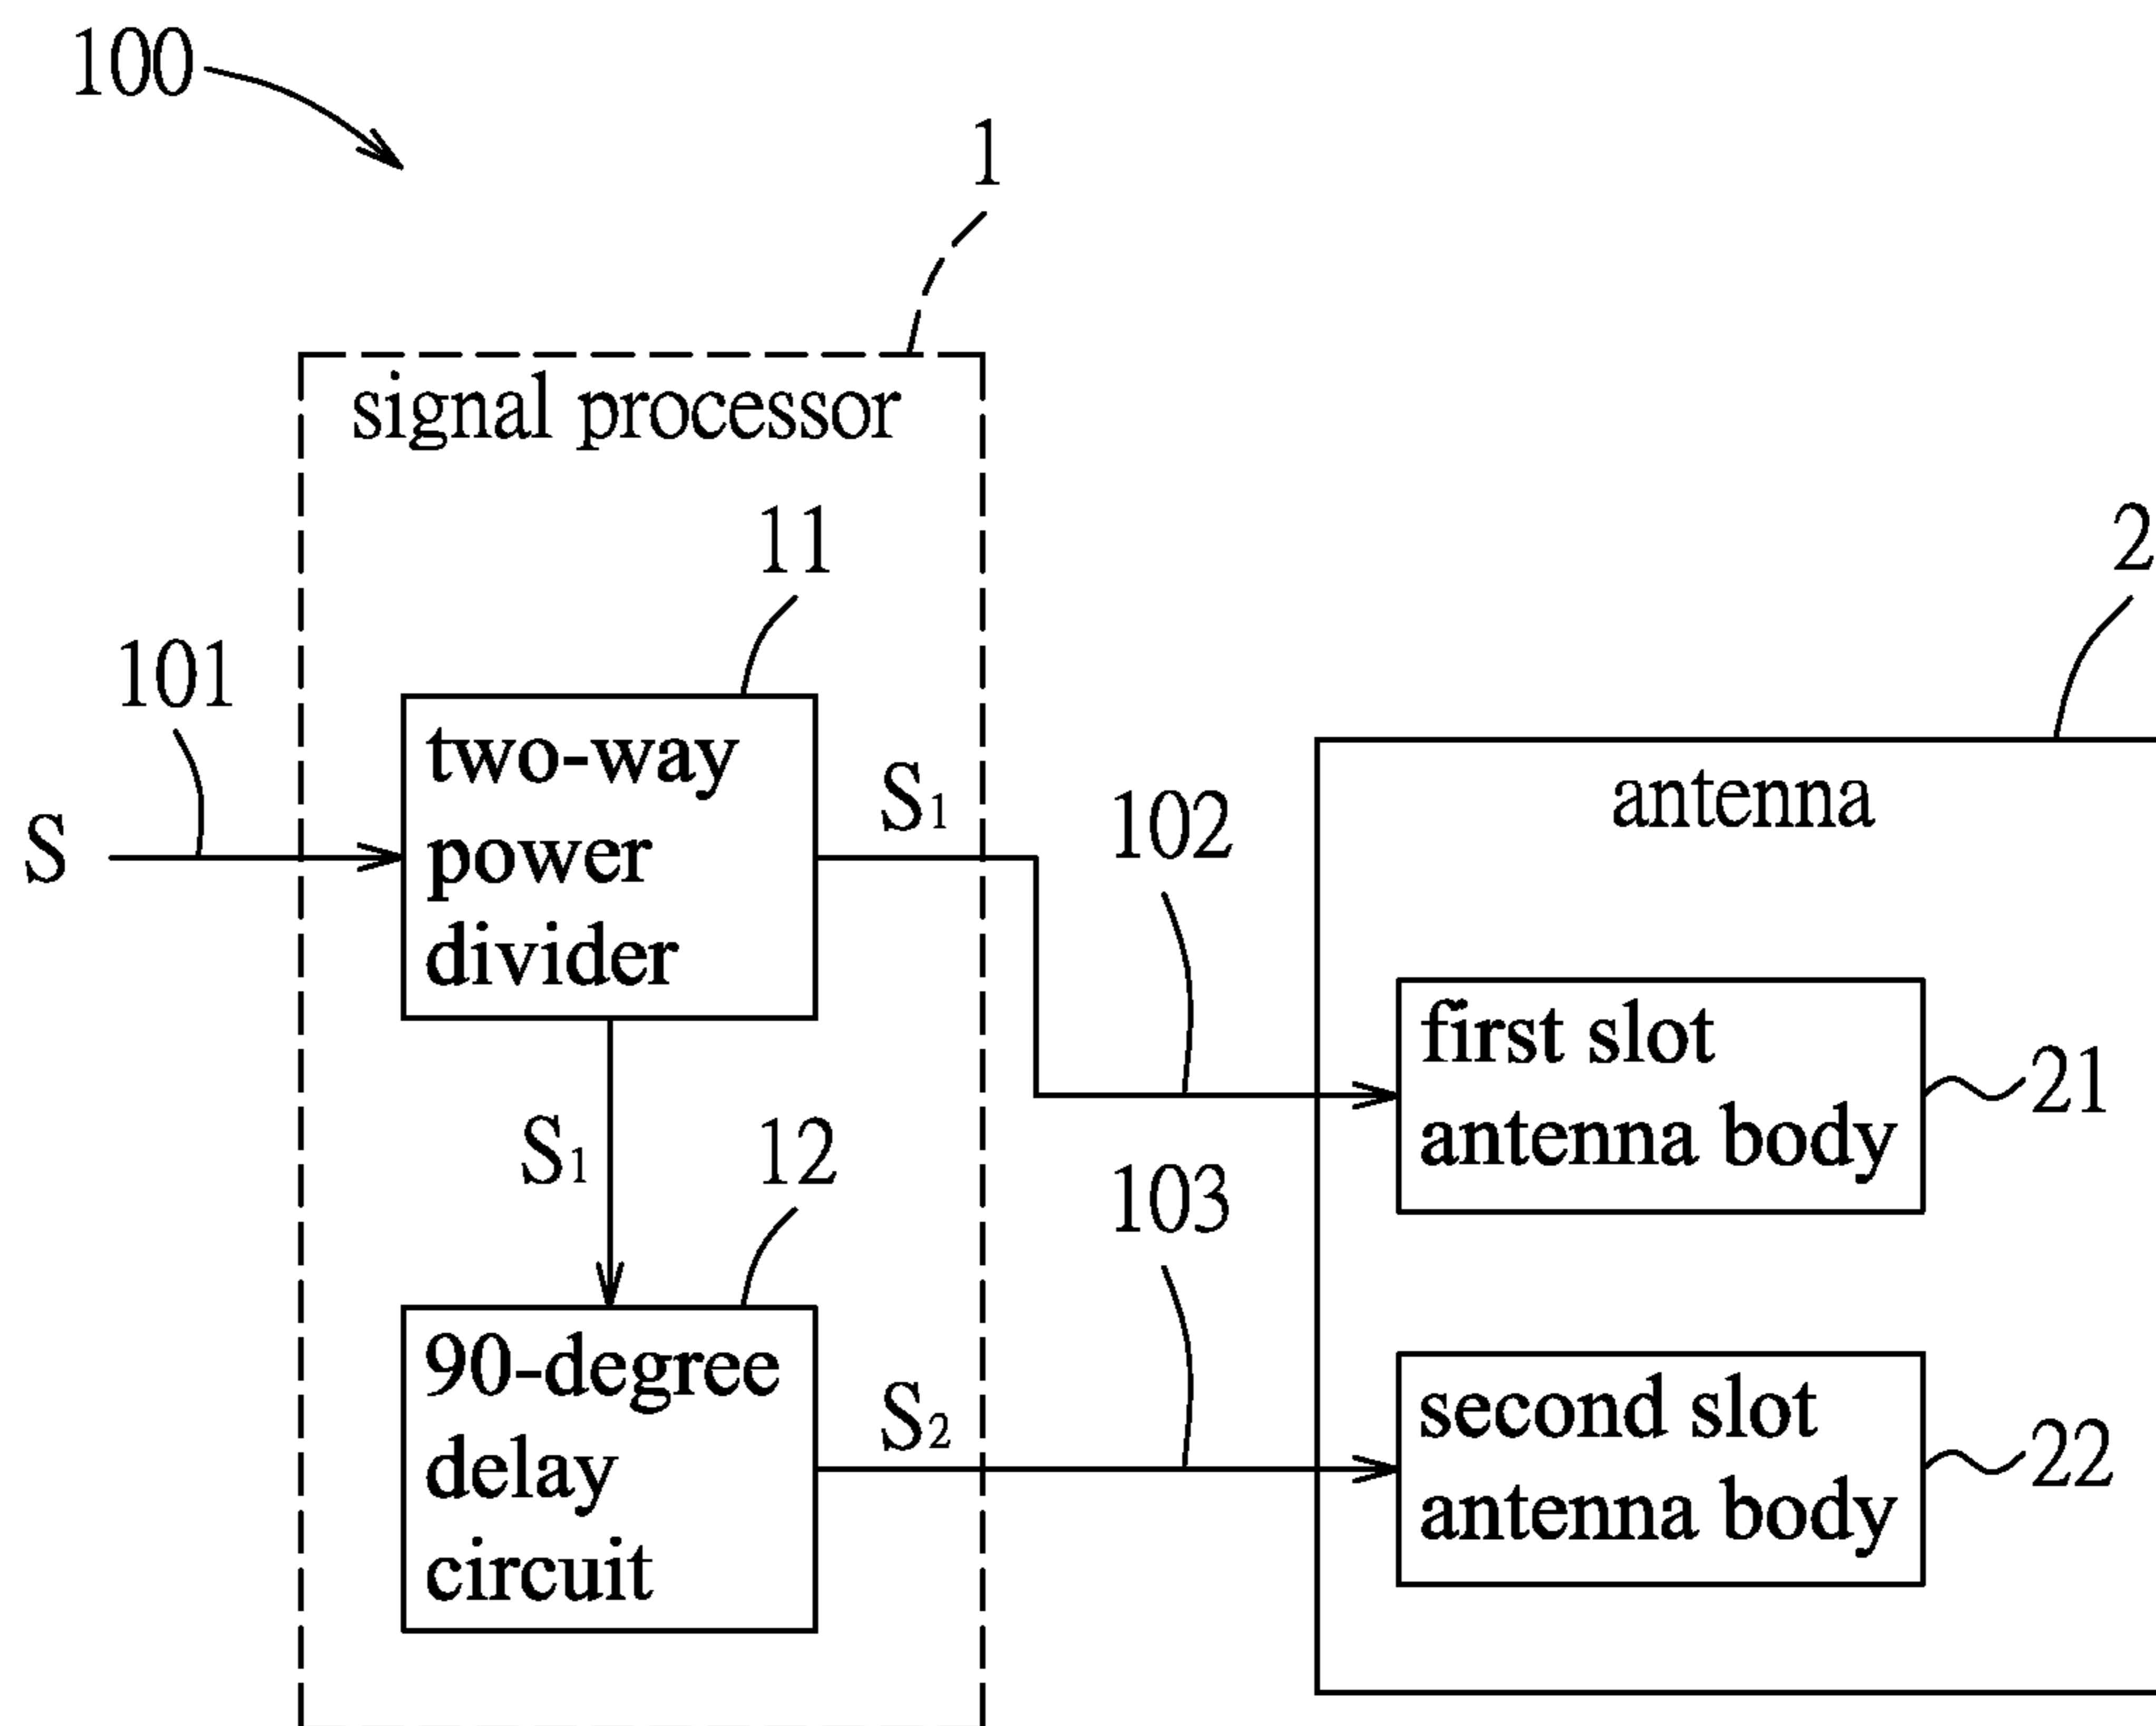 100
1
signal processor
11
2
101
two-way
power
divider
S
S1
102
antenna
first slot
antenna body
21
S1
12
103
90-degree
delay
circuit
S2
second slot
antenna body
22